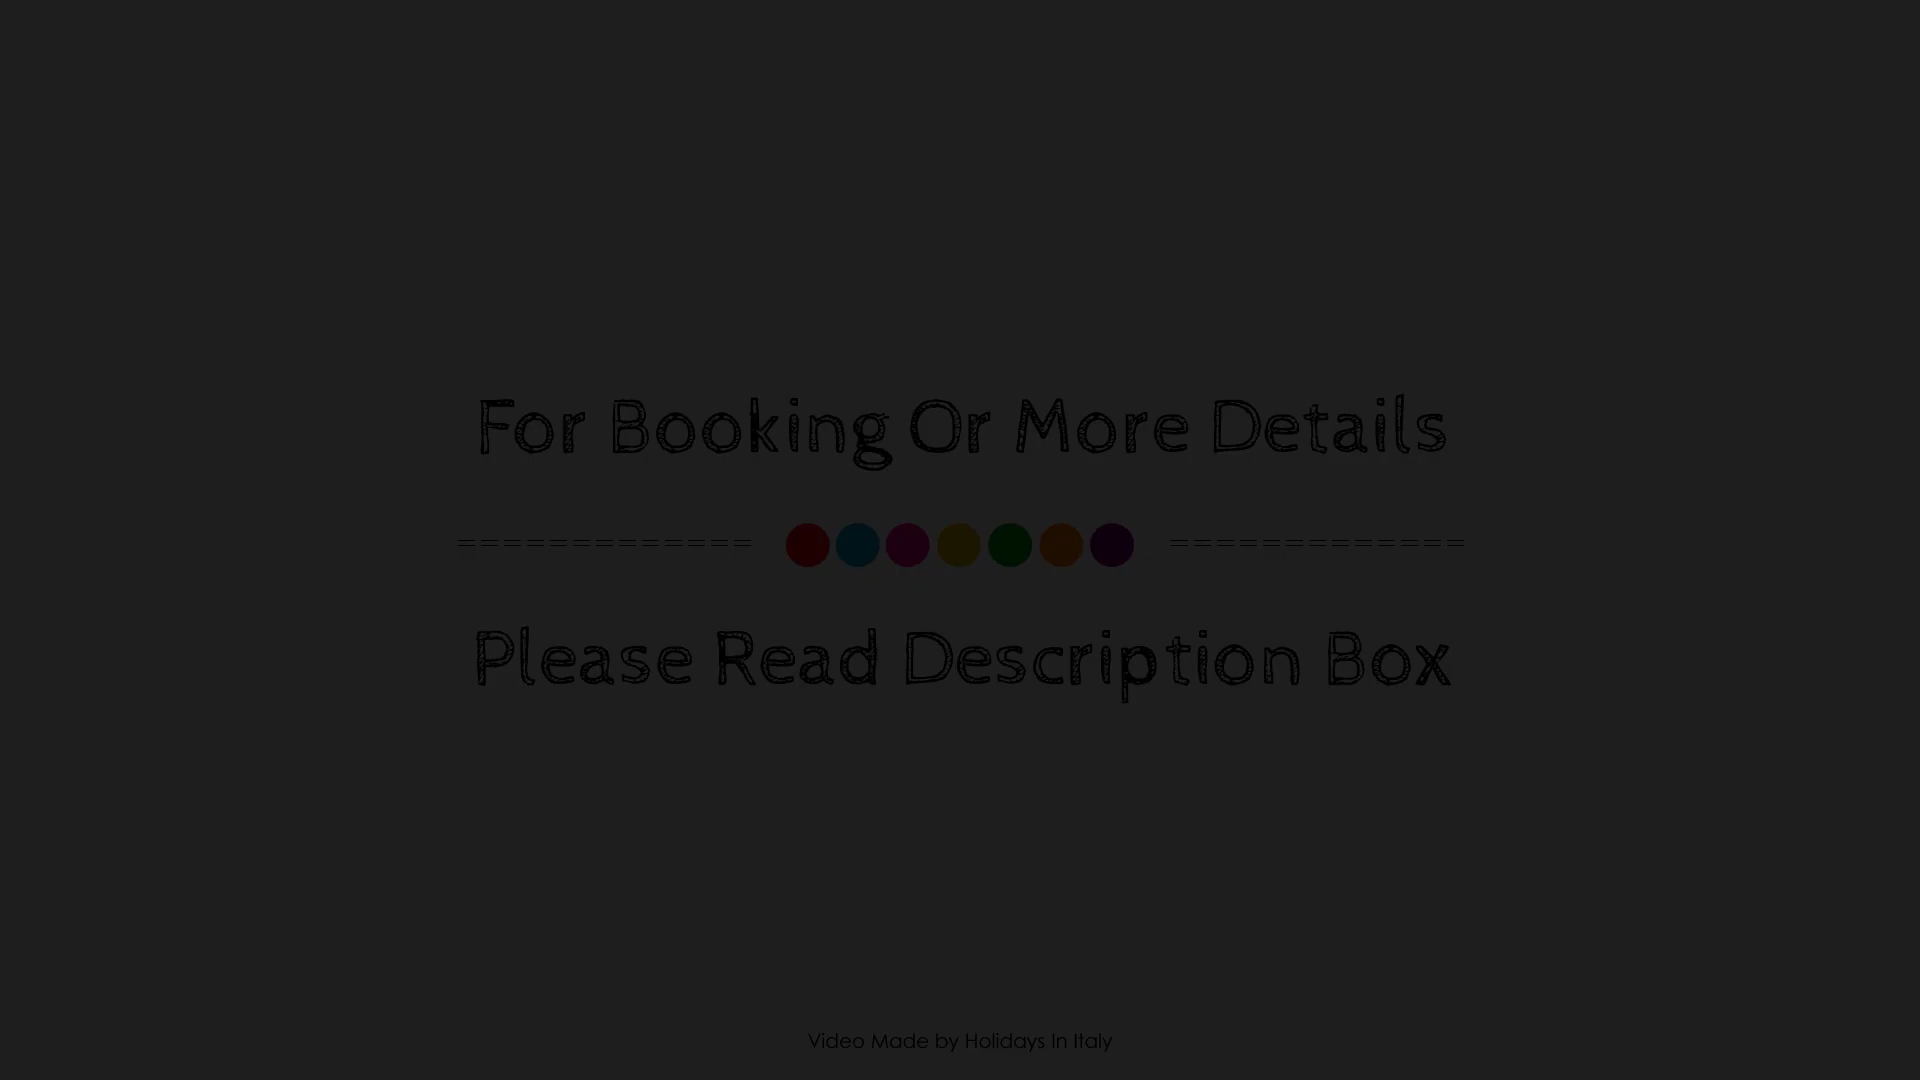 For Booking Or More Details
============= =============
Please Read Description Box
Video Made by Holidays In Italy